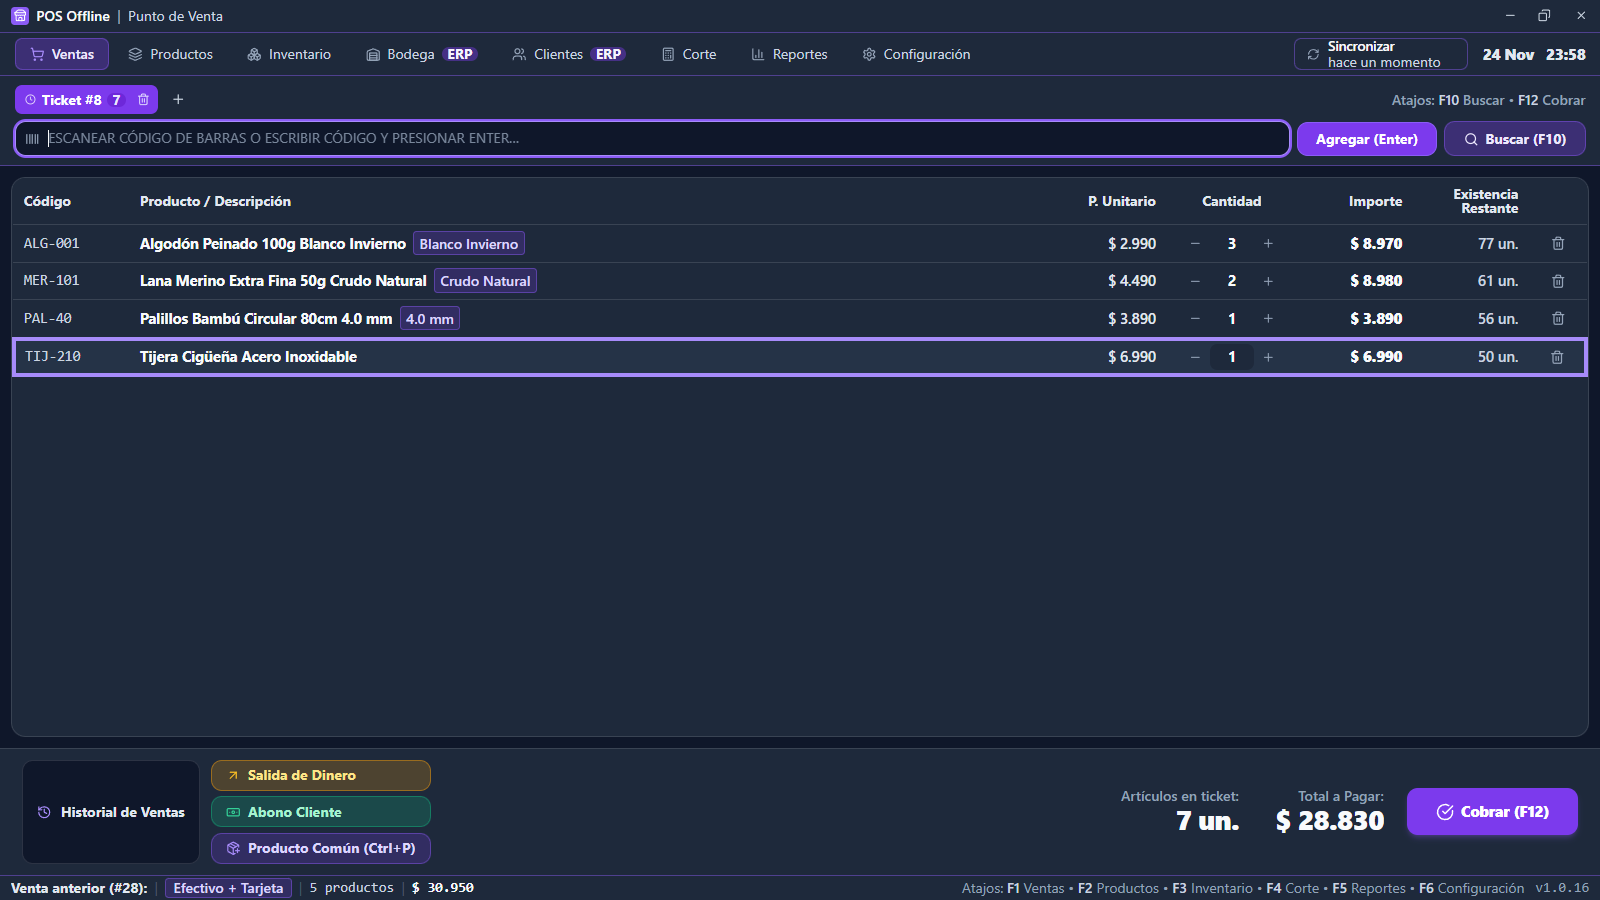 POS Offline | Punto de Venta
Ventas Productos Inventario Bodega ERP Clientes ERP Corte Reportes Configuración
Sincronizar
hace un momento
24 Nov 23:58
Ticket #8 7 +
Atajos: F10 Buscar • F12 Cobrar
ESCANEAR CÓDIGO DE BARRAS O ESCRIBIR CÓDIGO Y PRESIONAR ENTER...
Agregar (Enter) Buscar (F10)
Código Producto / Descripción P. Unitario Cantidad Importe Existencia Restante
ALG-001 Algodón Peinado 100g Blanco Invierno Blanco Invierno $ 2.990 − 3 + $ 8.970 77 un.
MER-101 Lana Merino Extra Fina 50g Crudo Natural Crudo Natural $ 4.490 − 2 + $ 8.980 61 un.
PAL-40 Palillos Bambú Circular 80cm 4.0 mm 4.0 mm $ 3.890 − 1 + $ 3.890 56 un.
TIJ-210 Tijera Cigüeña Acero Inoxidable $ 6.990 − 1 + $ 6.990 50 un.
Historial de Ventas
Salida de Dinero
Abono Cliente
Producto Común (Ctrl+P)
Artículos en ticket:
7 un.
Total a Pagar:
$ 28.830
Cobrar (F12)
Venta anterior (#28): | Efectivo + Tarjeta | 5 productos | $ 30.950
Atajos: F1 Ventas • F2 Productos • F3 Inventario • F4 Corte • F5 Reportes • F6 Configuración v1.0.16